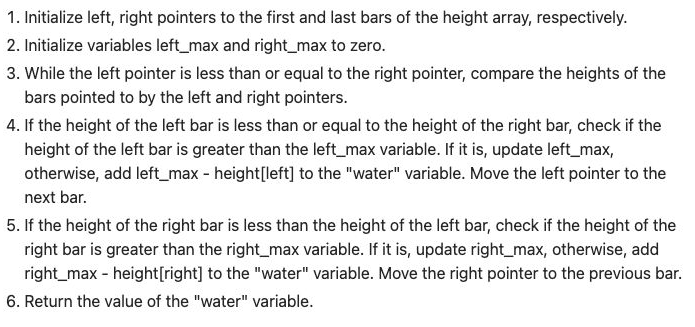 1. Initialize left, right pointers to the first and last bars of the height array, respectively.
2. Initialize variables left_max and right_max to zero.
3. While the left pointer is less than or equal to the right pointer, compare the heights of the
bars pointed to by the left and right pointers.
4. If the height of the left bar is less than or equal to the height of the right bar, check if the
height of the left bar is greater than the left_max variable. If it is, update left_max,
otherwise, add left_max - height[left] to the "water" variable. Move the left pointer to the
next bar.
5. If the height of the right bar is less than the height of the left bar, check if the height of the
right bar is greater than the right_max variable. If it is, update right_max, otherwise, add
right_max - height[right] to the "water" variable. Move the right pointer to the previous bar.
6. Return the value of the "water" variable.